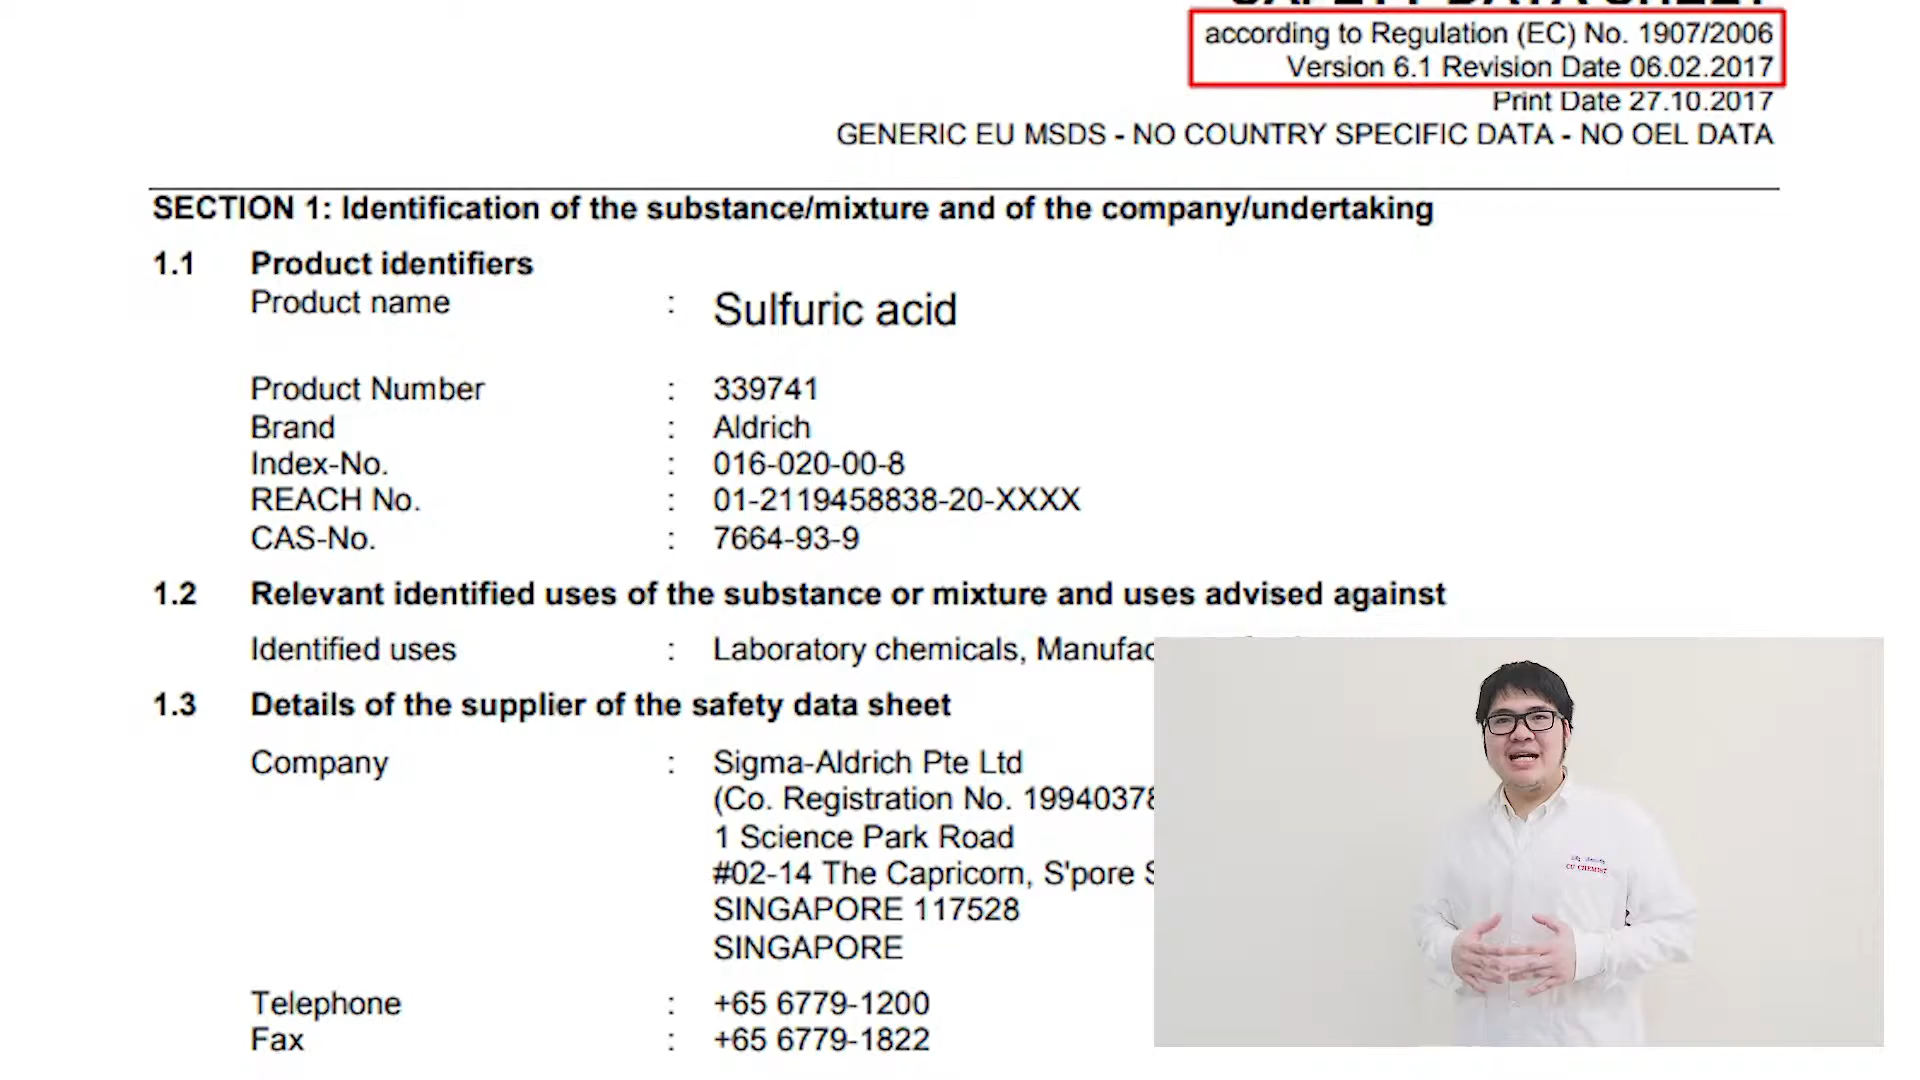 according to Regulation (EC) No. 1907/2006
Version 6.1 Revision Date 06.02.2017
Print Date 27.10.2017
GENERIC EU MSDS - NO COUNTRY SPECIFIC DATA - NO OEL DATA
SECTION 1: Identification of the substance/mixture and of the company/undertaking
1.1 Product identifiers
Product name : Sulfuric acid
Product Number : 339741
Brand : Aldrich
Index-No. : 016-020-00-8
REACH No. : 01-2119458838-20-XXXX
CAS-No. : 7664-93-9
1.2 Relevant identified uses of the substance or mixture and uses advised against
Identified uses : Laboratory chemicals,
1.3 Details of the supplier of the safety data sheet
Company : Sigma-Aldrich Pte Ltd
(Co. Registration No.
1 Science Park Road
#02-14 The Capricorn, S'pore
SINGAPORE 117528
SINGAPORE
Telephone : +65 6779-1200
Fax : +65 6779-1822
CU CHEMIST